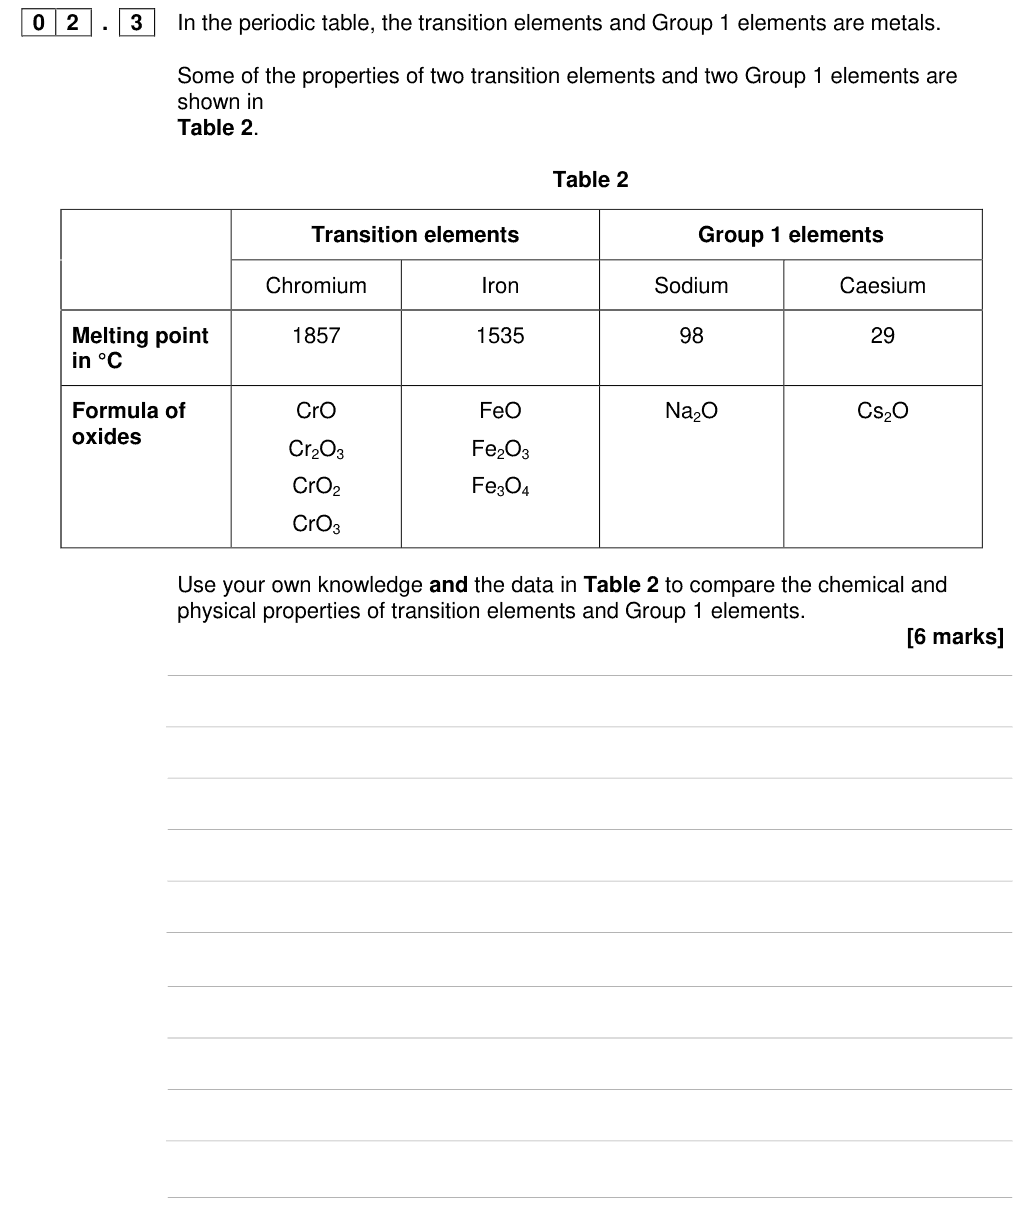 02.3 In the periodic table, the transition elements and Group 1 elements are metals.
Some of the properties of two transition elements and two Group 1 elements are
shown in
Table 2.
Table 2
Transition elements Group 1 elements
Chromium Iron Sodium Caesium
Melting point 1857 1535 98 29
in °C
Formula of CrO FeO Na₂O Cs₂O
oxides
Cr₂O₃ Fe₂O₃
CrO₂ Fe₃O₄
CrO₃
Use your own knowledge and the data in Table 2 to compare the chemical and
physical properties of transition elements and Group 1 elements.
[6 marks]